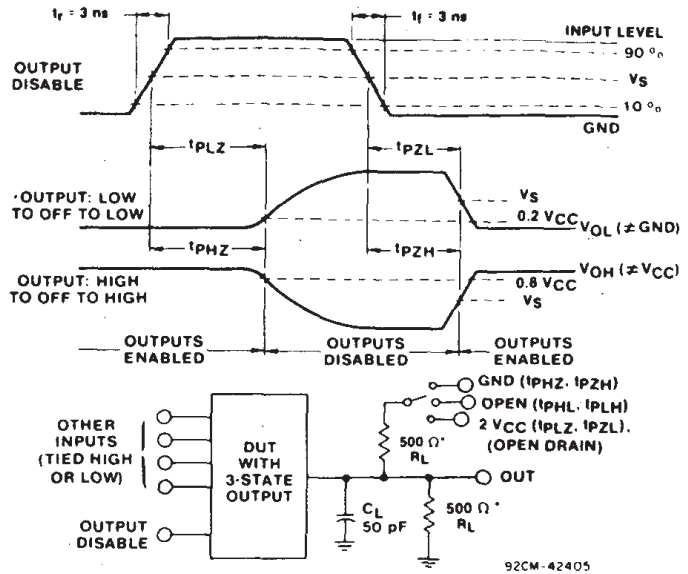 tr = 3 ns
tf = 3 ns
INPUT LEVEL
90 %
OUTPUT
DISABLE
VS
10 %
GND
tPLZ
tPZL
OUTPUT: LOW
TO OFF TO LOW
VS
0.2 VCC
VOL (≠ GND)
tPHZ
tPZH
OUTPUT: HIGH
TO OFF TO HIGH
VOH (≠ VCC)
0.8 VCC
VS
OUTPUTS
ENABLED
OUTPUTS
DISABLED
OUTPUTS
ENABLED
OTHER
INPUTS
(TIED HIGH
OR LOW)
OUTPUT
DISABLE
DUT
WITH
3-STATE
OUTPUT
GND (tPHZ, tPZH)
OPEN (tPHL, tPLH)
2 VCC (tPLZ, tPZL),
(OPEN DRAIN)
500 Ω*
RL
OUT
CL
50 pF
500 Ω*
RL
92CM-42405